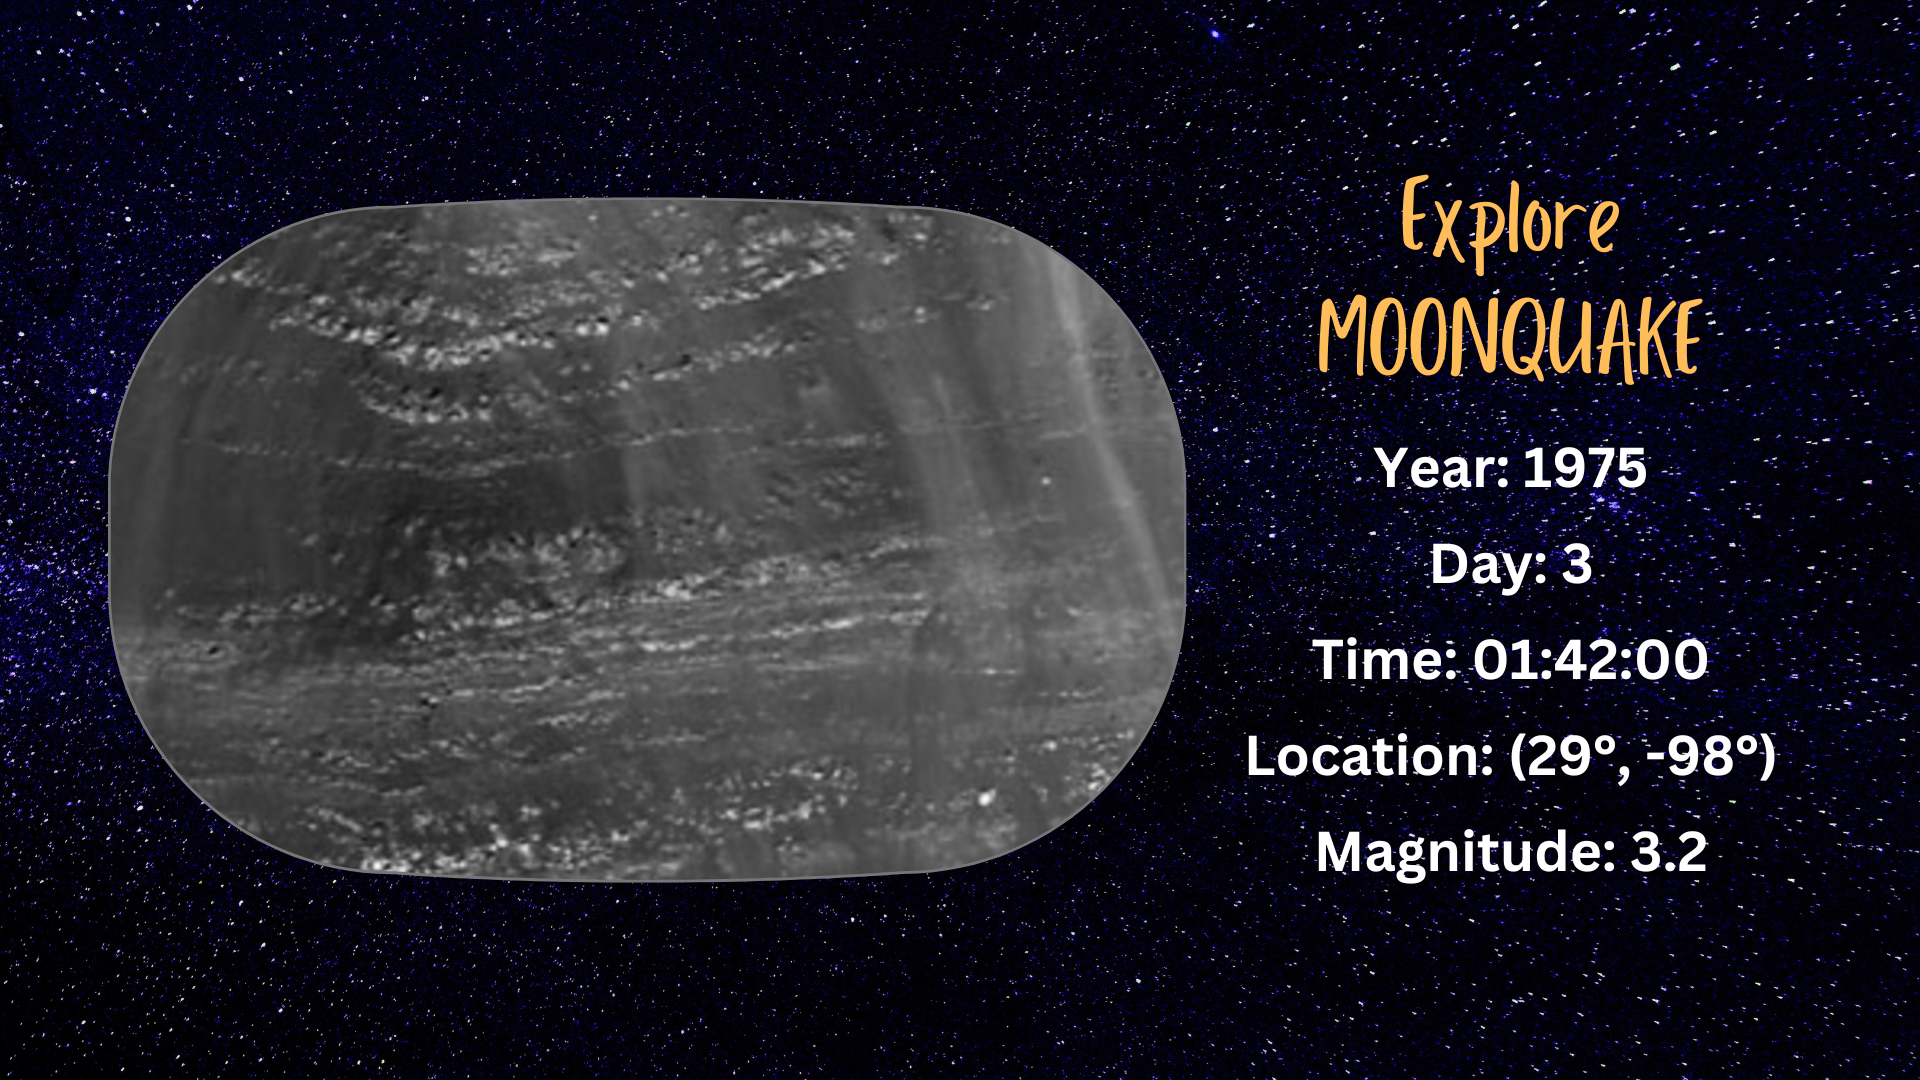 Explore
MOONQUAKE
Year: 1975
Day: 3
Time: 01:42:00
Location: (29°, -98°)
Magnitude: 3.2